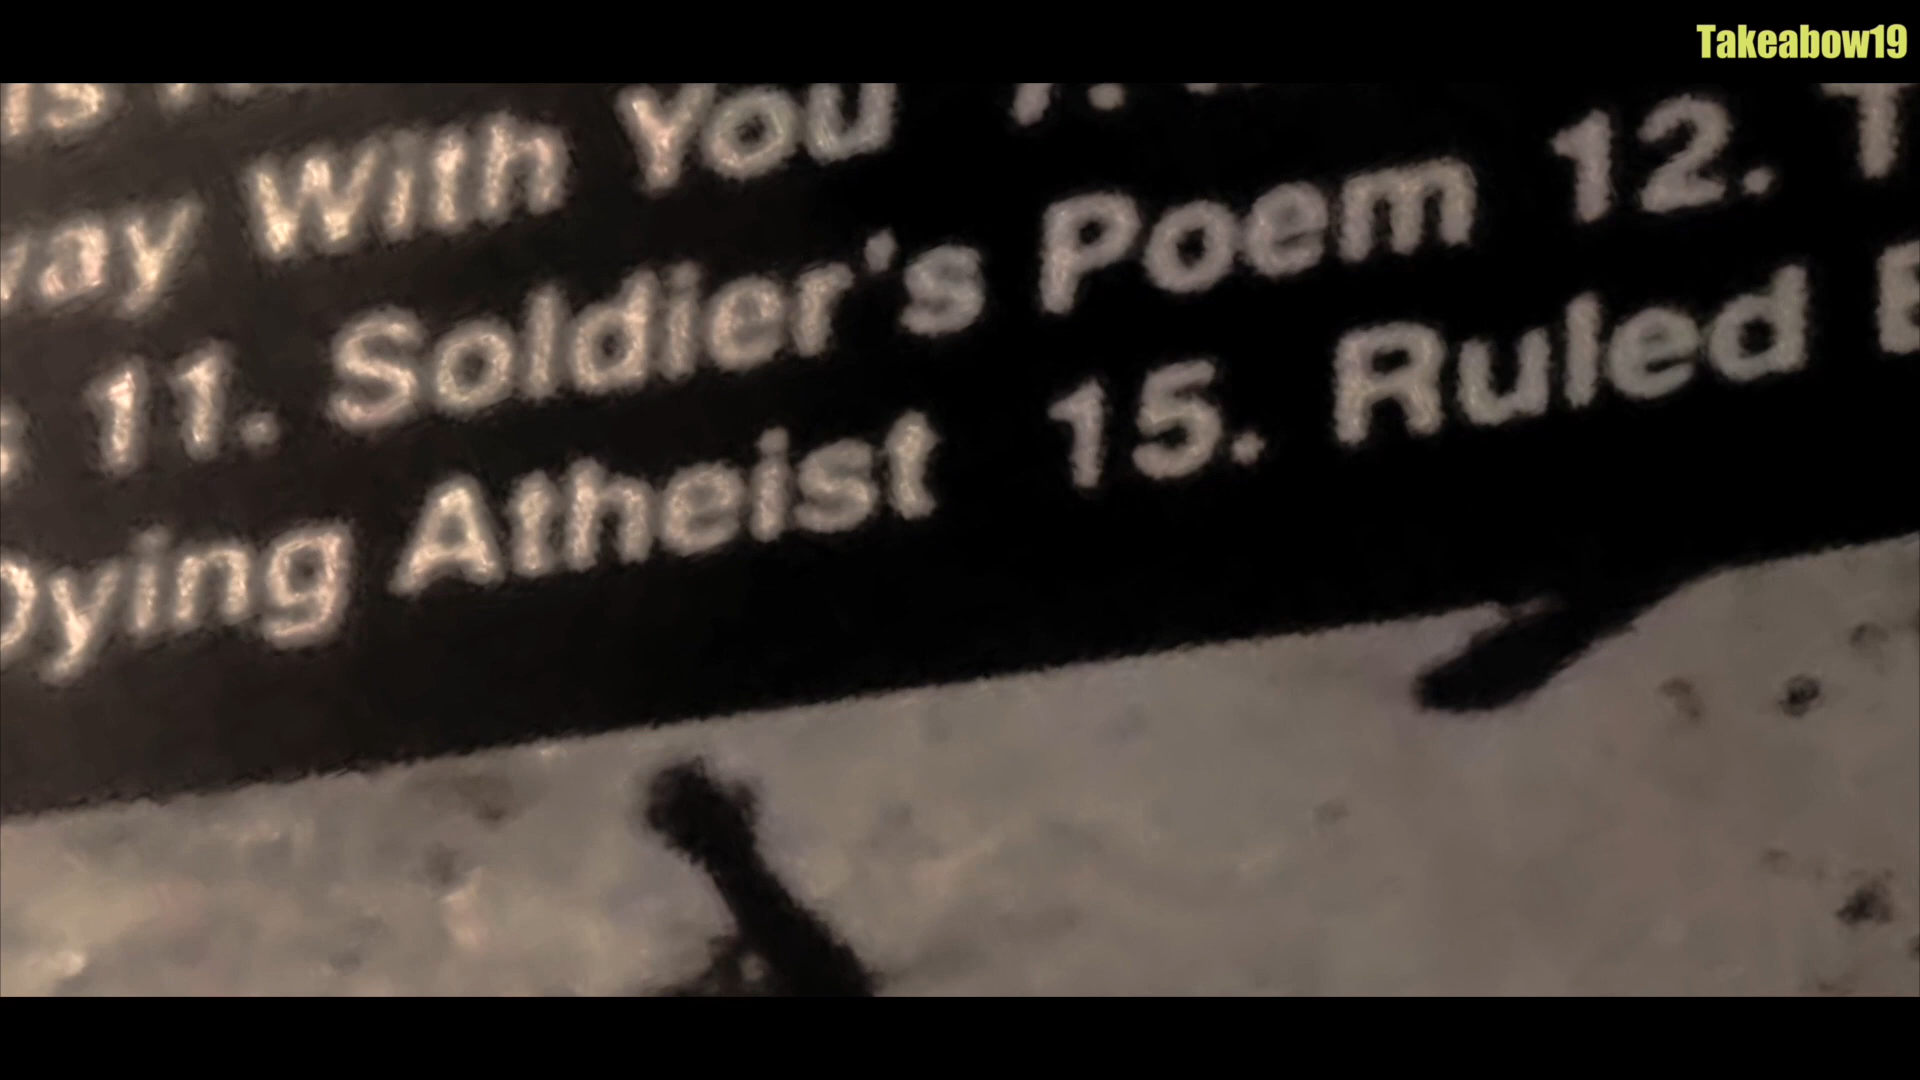 Takeabow19
With You
11. Soldier's Poem 12.
Dying Atheist 15. Ruled